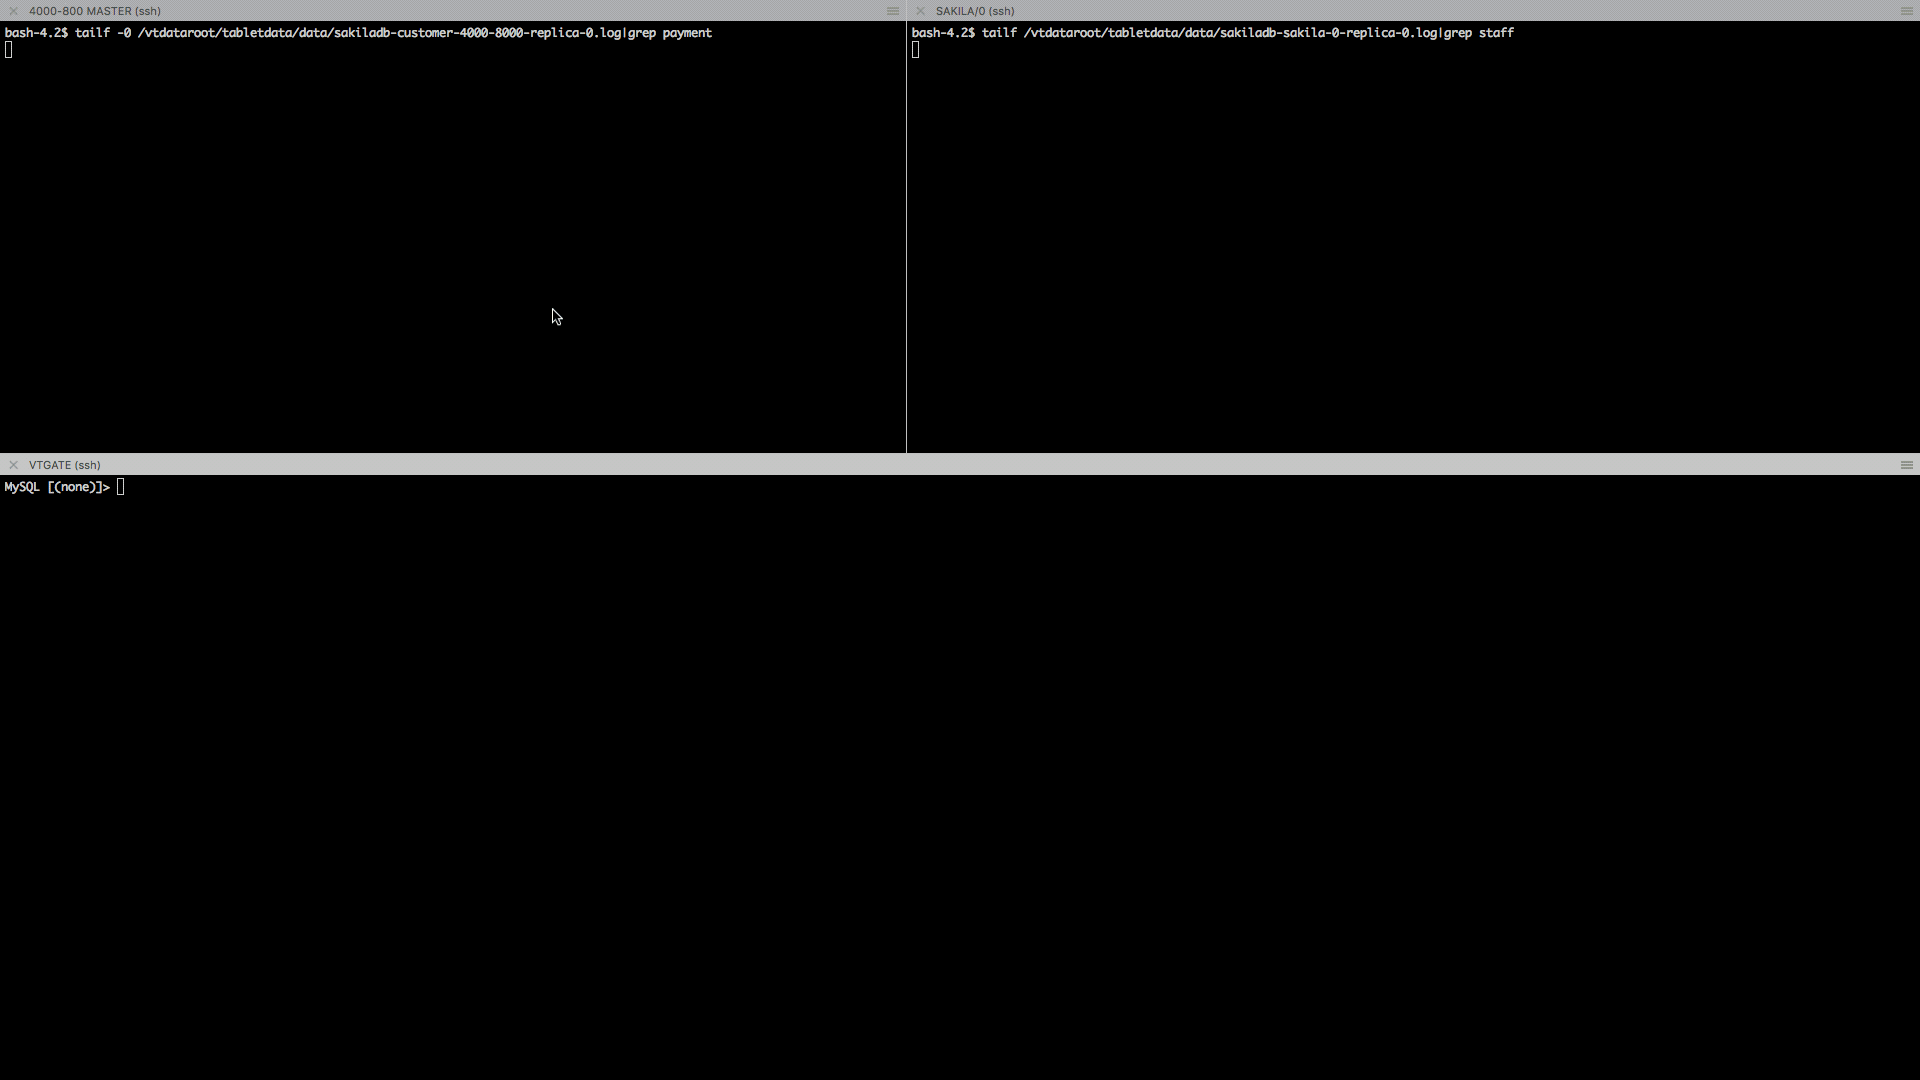 4000-800 MASTER (ssh)
bash-4.2$ tailf -0 /vtdataroot/tabletdata/data/sakiladb-customer-4000-8000-replica-0.log|grep payment
SAKILA/0 (ssh)
bash-4.2$ tailf /vtdataroot/tabletdata/data/sakiladb-sakila-0-replica-0.log|grep staff
VTGATE (ssh)
MySQL [(none)]>